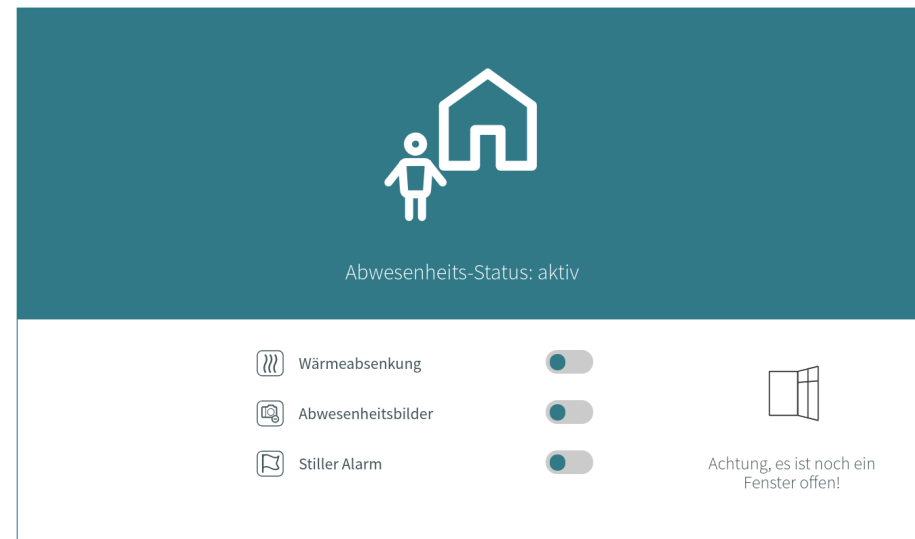 Abwesenheits-Status: aktiv
Wärmeabsenkung
Abwesenheitsbilder
Stiller Alarm
Achtung, es ist noch ein
Fenster offen!